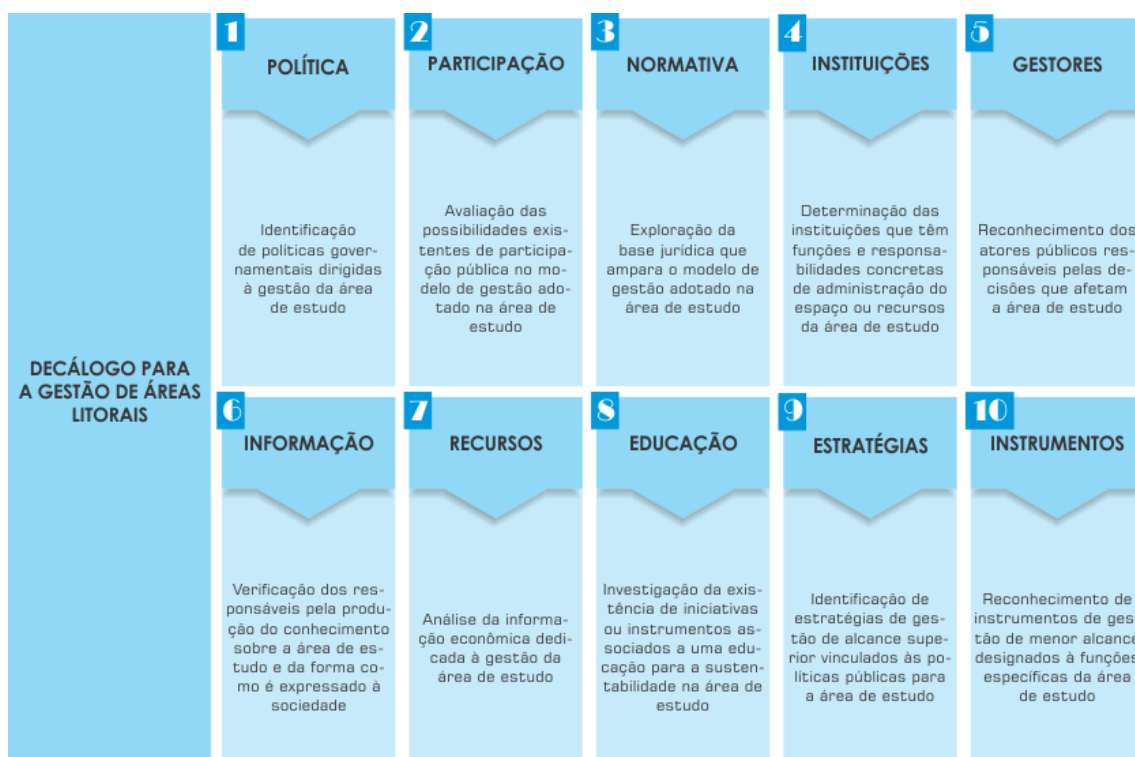 DECÁLOGO PARA
A GESTÃO DE ÁREAS
LITORAIS
1
POLÍTICA
Identificação
de políticas gover-
namentais dirigidas
à gestão da área
de estudo
2
PARTICIPAÇÃO
Avaliação das
possibilidades exis-
tentes de participa-
ção pública no mo-
delo de gestão ado-
tado na área de
estudo
3
NORMATIVA
Exploração da
base jurídica que
ampara o modelo de
gestão adotado na
área de estudo
4
INSTITUIÇÕES
Determinação das
instituições que têm
funções e responsa-
bilidades concretas
de administração do
espaço ou recursos
da área de estudo
5
GESTORES
Reconhecimento dos
atores públicos res-
ponsáveis pelas de-
cisões que afetam
a área de estudo
6
INFORMAÇÃO
Verificação dos res-
ponsáveis pela produ-
ção do conhecimento
sobre a área de es-
tudo e da forma co-
mo é expressado à
sociedade
7
RECURSOS
Análise da informa-
ção econômica dedi-
cada à gestão da
área de estudo
8
EDUCAÇÃO
Investigação da exis-
tência de iniciativas
ou instrumentos as-
sociados a uma edu-
cação para a susten-
tabilidade na área de
estudo
9
ESTRATÉGIAS
Identificação de
estratégias de ges-
tão de alcance supe-
rior vinculados às po-
líticas públicas para
a área de estudo
10
INSTRUMENTOS
Reconhecimento de
instrumentos de ges-
tão de menor alcance
designados à funções
específicas da área
de estudo